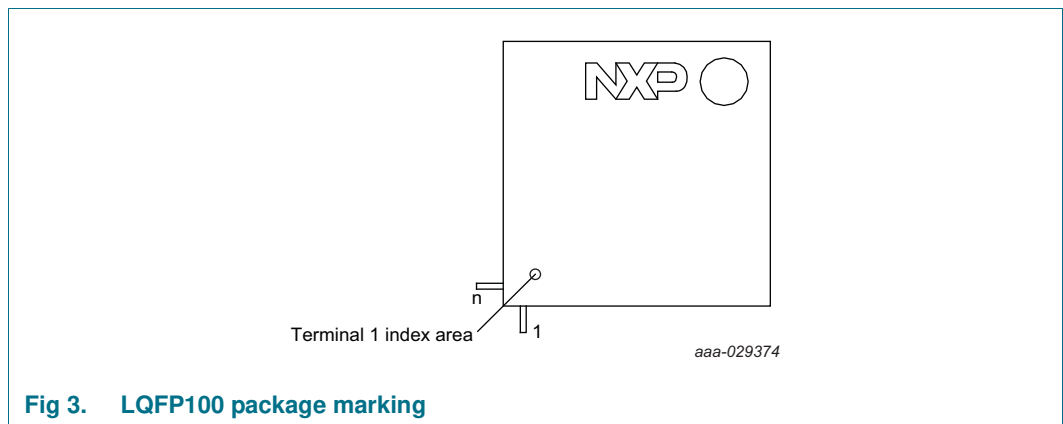 NXP
n
1
Terminal 1 index area
aaa-029374
Fig 3. LQFP100 package marking